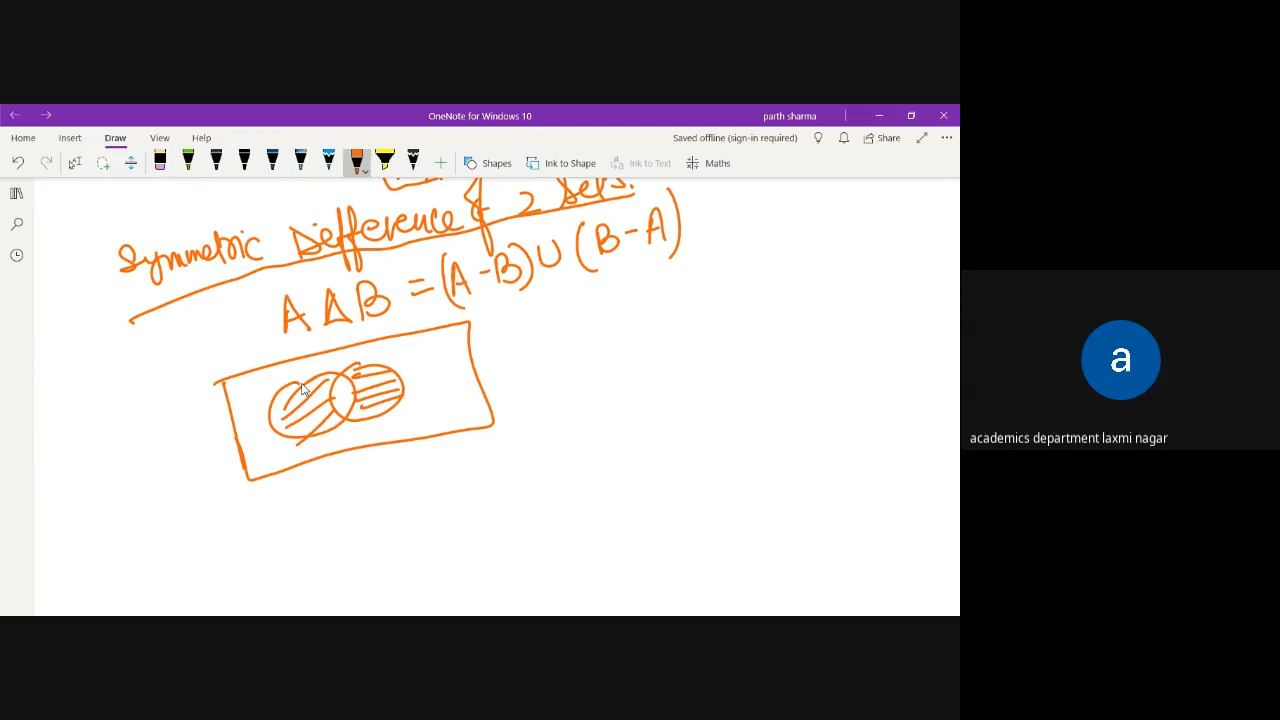 OneNote for Windows 10
parth sharma
Home Insert Draw View Help
Saved offline (sign-in required)
Share
Shapes
Ink to Shape
Ink to Text
Maths
Symmetric Difference of 2 Sets.
A Δ B = (A - B) ∪ (B - A)
a
academics department laxmi nagar